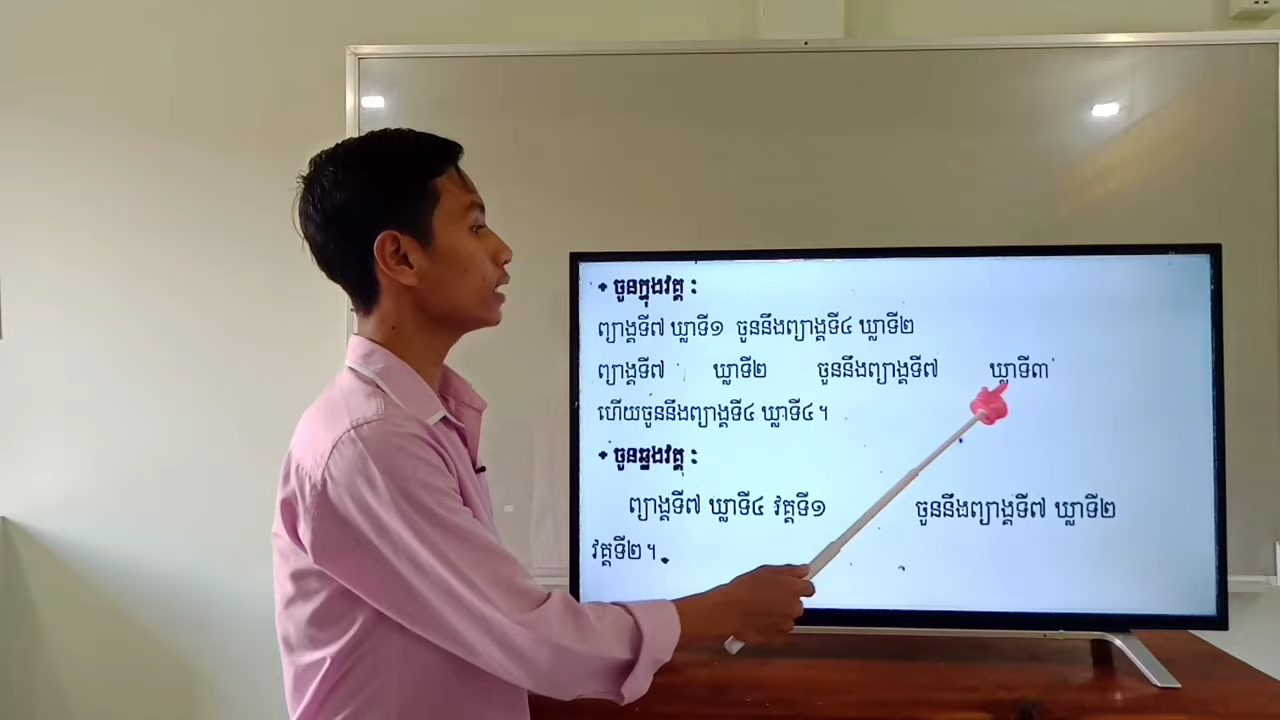 + ចួនក្នុងវគ្គ ៖
ព្យាង្គទី៧ ឃ្លាទី១ ចួននឹងព្យាង្គទី៤ ឃ្លាទី២
ព្យាង្គទី៧ ឃ្លាទី២ ចួននឹងព្យាង្គទី៧ ឃ្លាទី៣
ហើយចួននឹងព្យាង្គទី៤ ឃ្លាទី៤ ។
+ ចួនឆ្លងវគ្គ ៖
ព្យាង្គទី៧ ឃ្លាទី៤ វគ្គទី១ ចួននឹងព្យាង្គទី៧ ឃ្លាទី២
វគ្គទី២ ។